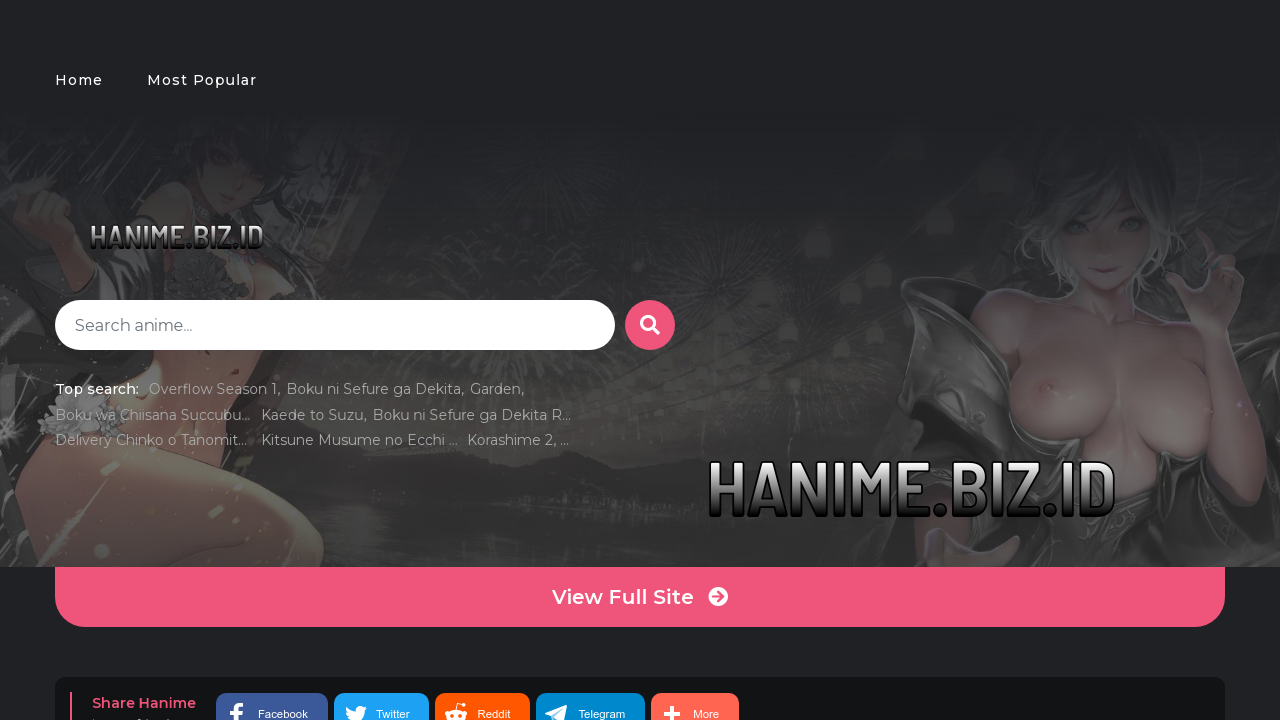 Home
Most Popular
HANIME.BIZ.ID
Search anime...
Top search: Overflow Season 1, Boku ni Sefure ga Dekita, Garden,
Boku wa Chiisana Succubu... Kaede to Suzu, Boku ni Sefure ga Dekita R...
Delivery Chinko o Tanomit... Kitsune Musume no Ecchi ... Korashime 2, ...
HANIME.BIZ.ID
View Full Site
Share Hanime
Facebook
Twitter
Reddit
Telegram
More